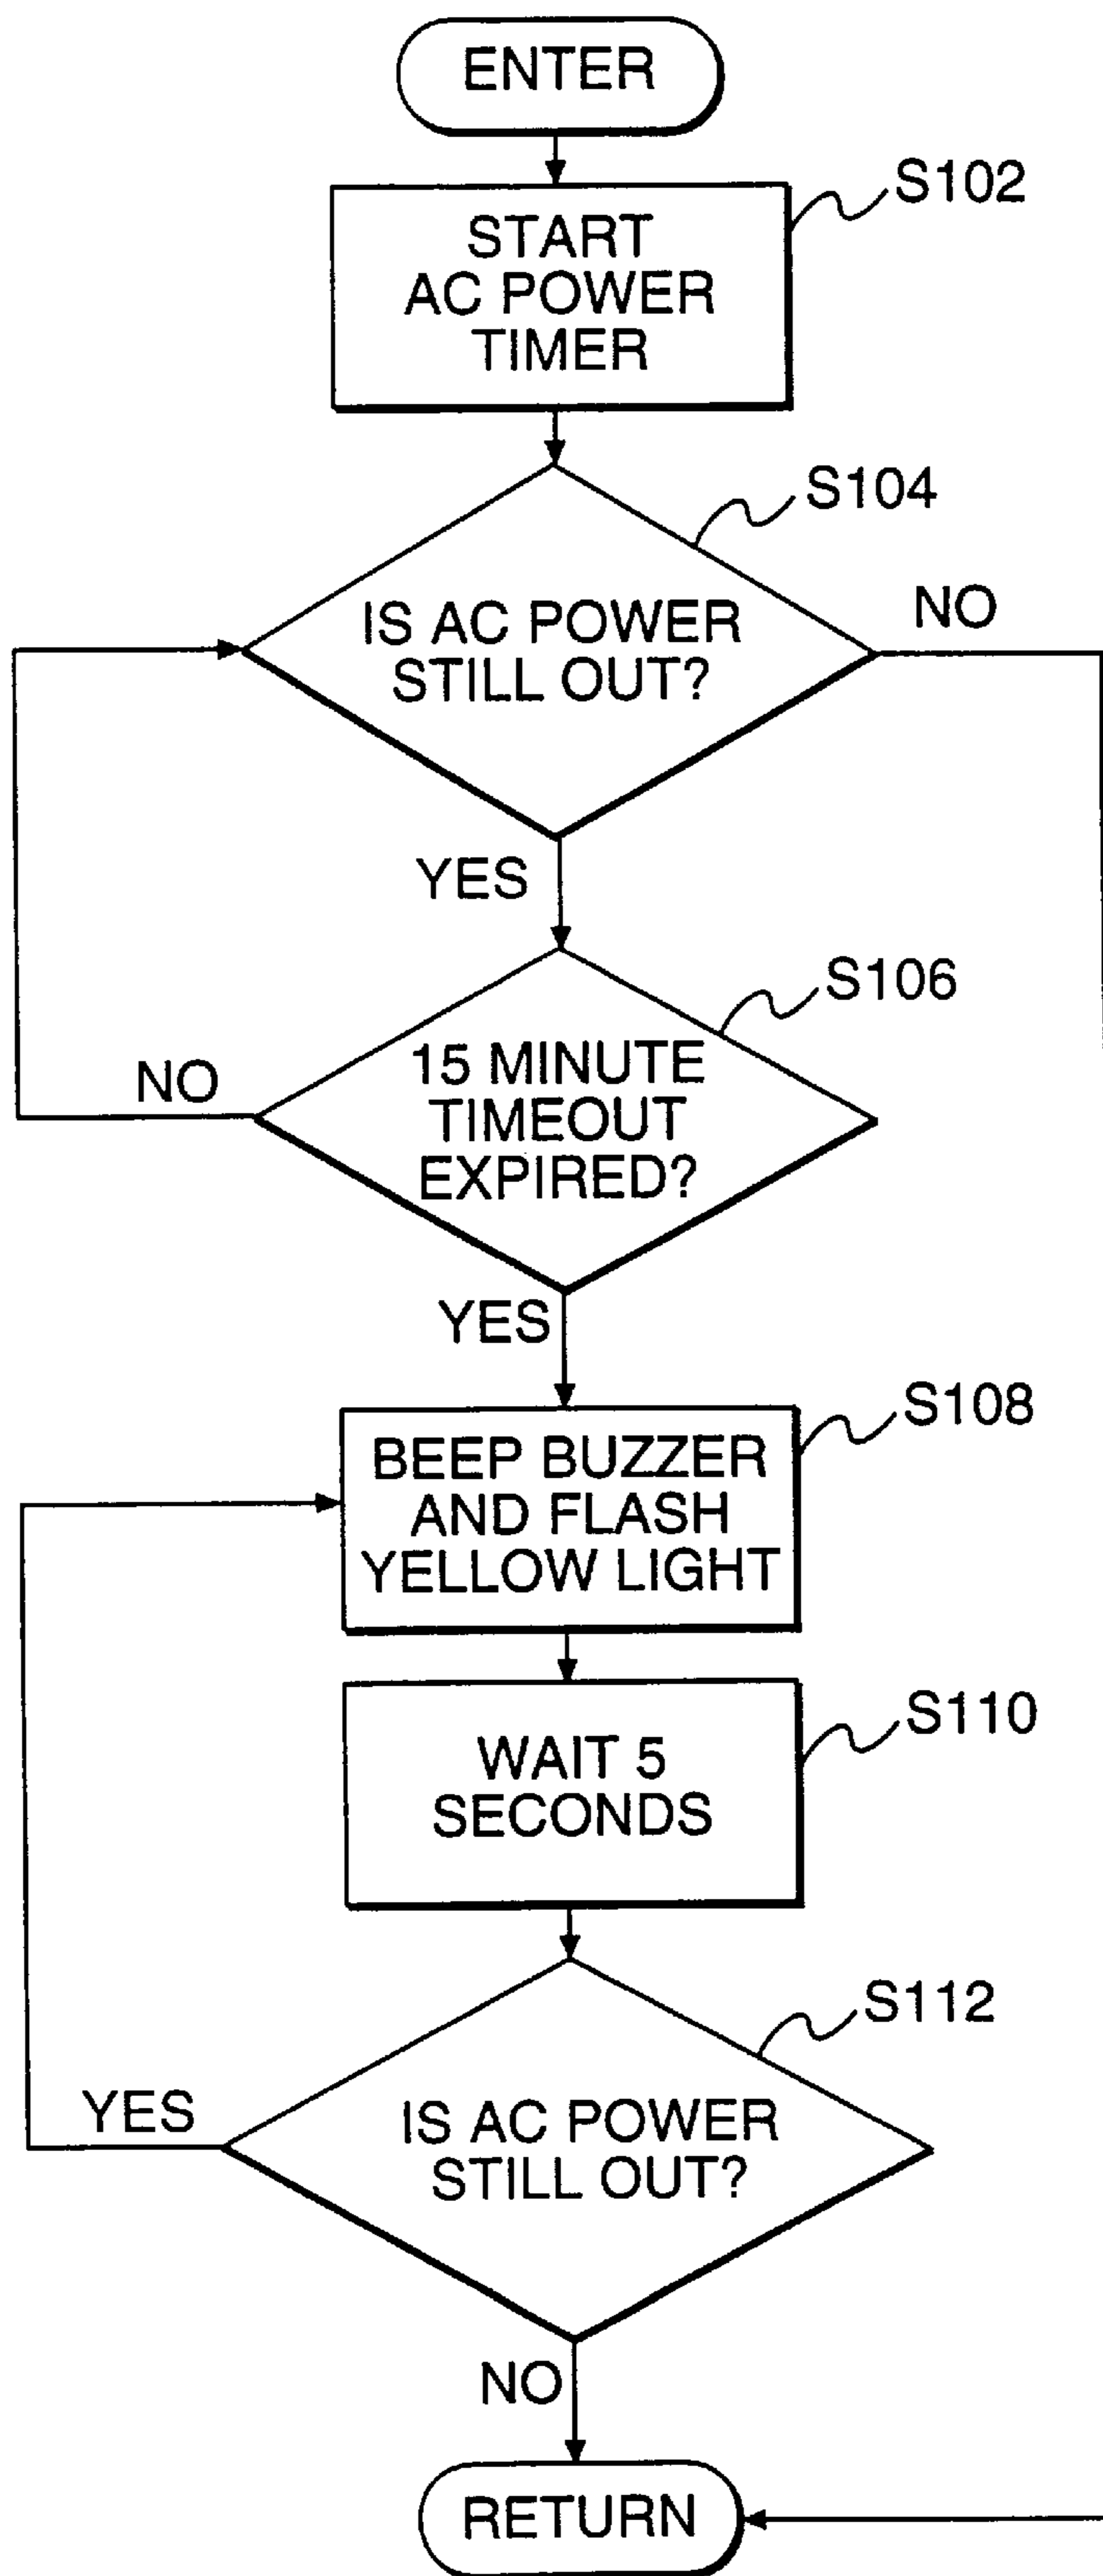 ENTER
S102
START
AC POWER
TIMER
S104
IS AC POWER
STILL OUT?
NO
YES
S106
15 MINUTE
TIMEOUT
EXPIRED?
NO
YES
S108
BEEP BUZZER
AND FLASH
YELLOW LIGHT
S110
WAIT 5
SECONDS
S112
IS AC POWER
STILL OUT?
YES
NO
RETURN